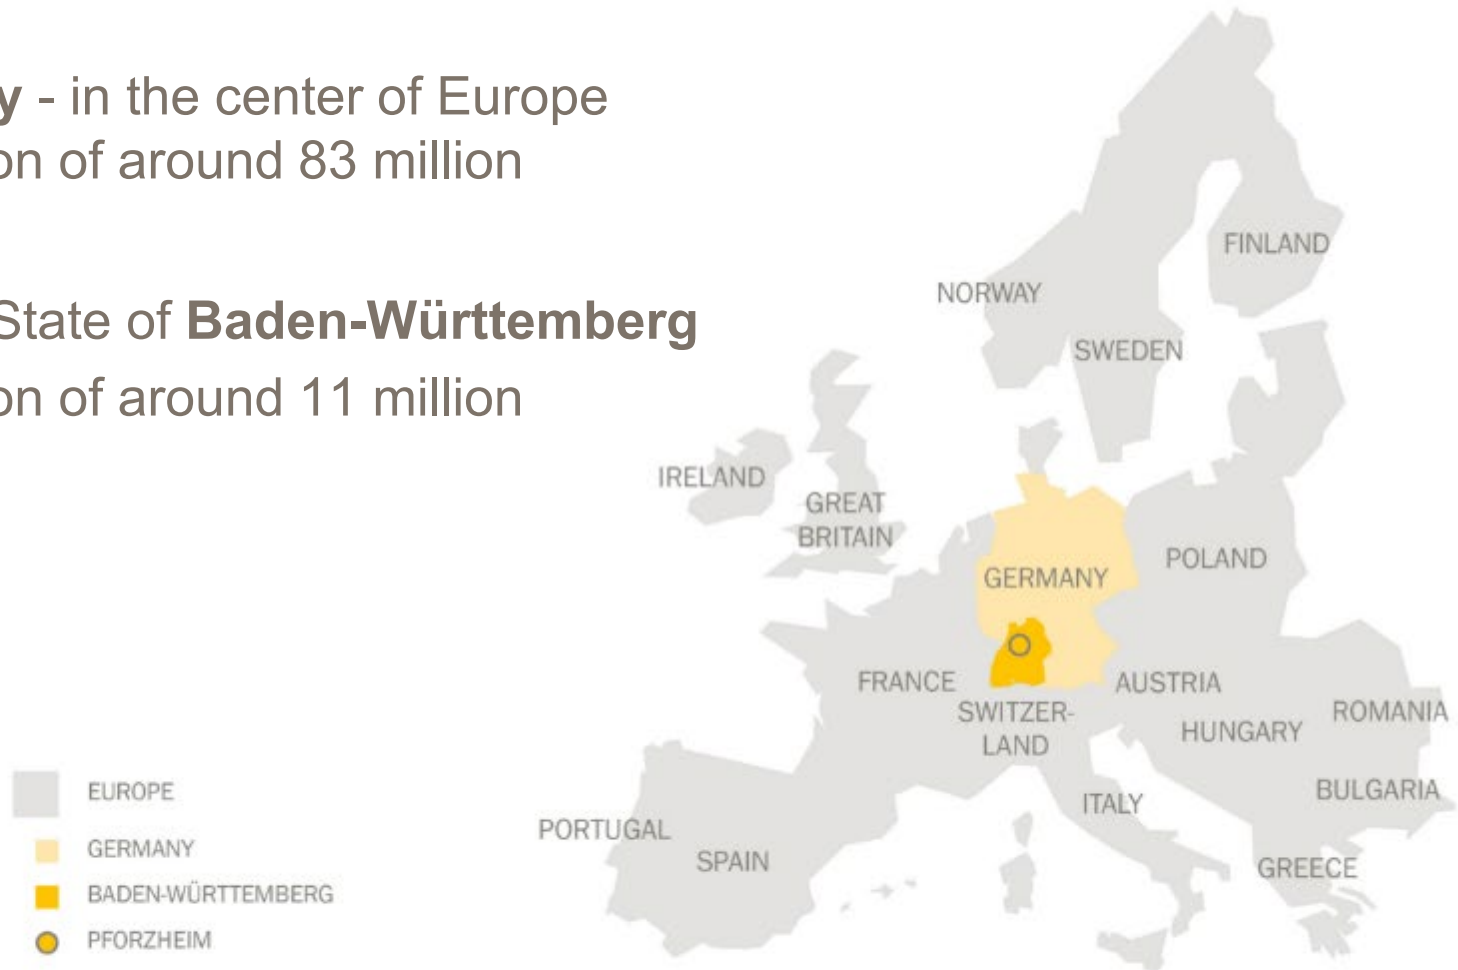 y - in the center of Europe
on of around 83 million
State of Baden-Württemberg
on of around 11 million
FINLAND
NORWAY
SWEDEN
IRELAND
GREAT
BRITAIN
POLAND
GERMANY
FRANCE
AUSTRIA
SWITZER-
LAND
ROMANIA
HUNGARY
BULGARIA
ITALY
PORTUGAL
SPAIN
GREECE
EUROPE
GERMANY
BADEN-WÜRTTEMBERG
PFORZHEIM